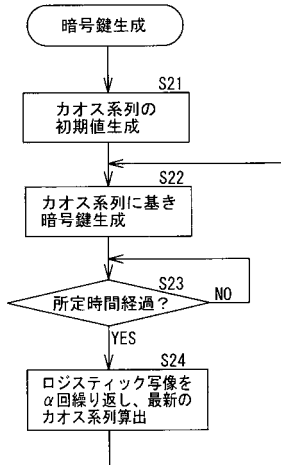 暗号鍵生成
S21
カオス系列の
初期値生成
S22
カオス系列に基き
暗号鍵生成
S23
所定時間経過？
NO
YES
S24
ロジスティック写像を
α回繰り返し、最新の
カオス系列算出